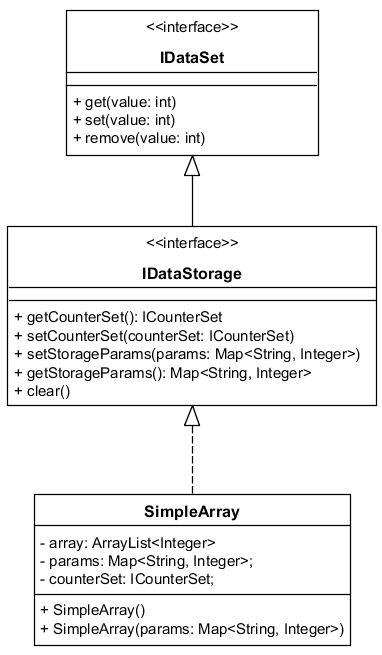 <<interface>>
IDataSet
+ get(value: int)
+ set(value: int)
+ remove(value: int)
<<interface>>
IDataStorage
+ getCounterSet(): ICounterSet
+ setCounterSet(counterSet: ICounterSet)
+ setStorageParams(params: Map<String, Integer>)
+ getStorageParams(): Map<String, Integer>
+ clear()
SimpleArray
- array: ArrayList<Integer>
- params: Map<String, Integer>;
- counterSet: ICounterSet;
+ SimpleArray()
+ SimpleArray(params: Map<String, Integer>)